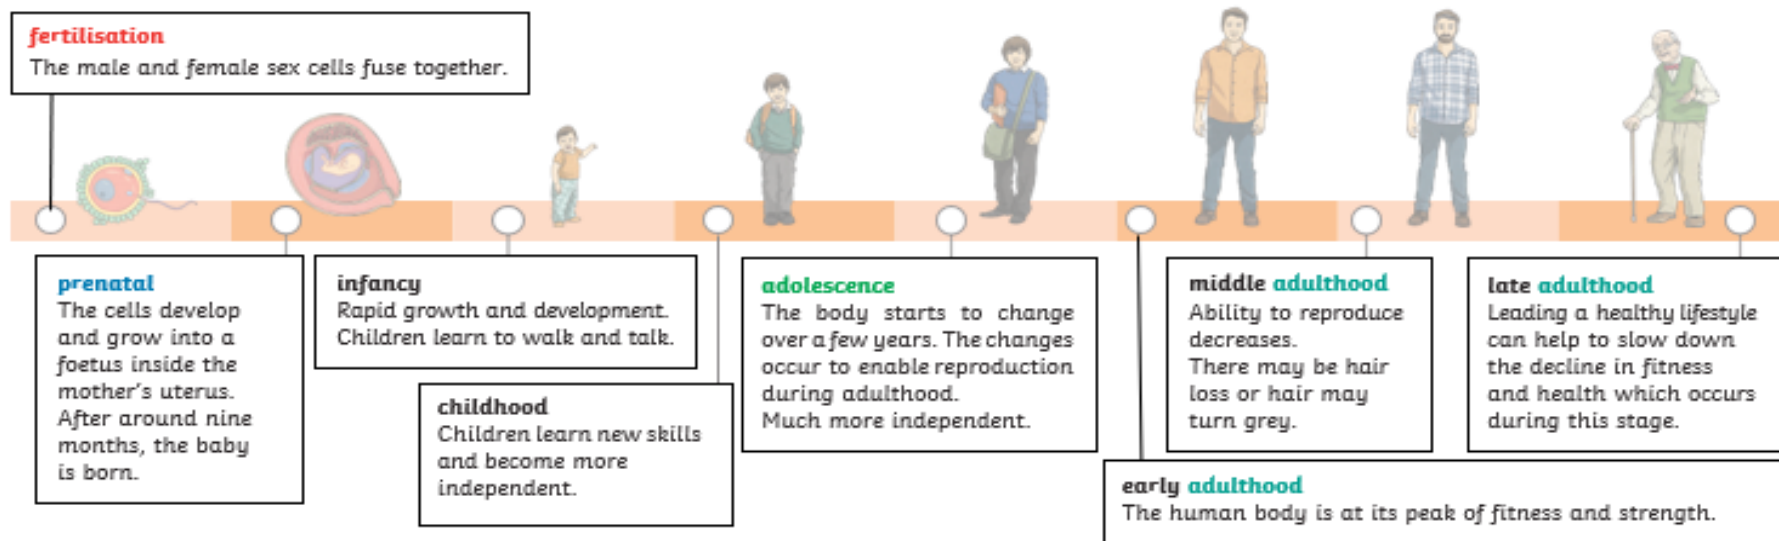 fertilisation
The male and female sex cells fuse together.
prenatal
The cells develop
and grow into a
foetus inside the
mother's uterus.
After around nine
months, the baby
is born.
infancy
Rapid growth and development.
Children learn to walk and talk.
childhood
Children learn new skills
and become more
independent.
adolescence
The body starts to change
over a few years. The changes
occur to enable reproduction
during adulthood.
Much more independent.
early adulthood
The human body is at its peak of fitness and strength.
middle adulthood
Ability to reproduce
decreases.
There may be hair
loss or hair may
turn grey.
late adulthood
Leading a healthy lifestyle
can help to slow down
the decline in fitness
and health which occurs
during this stage.